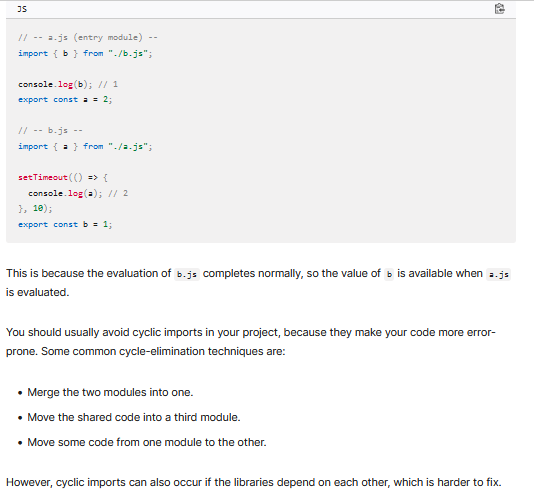 JS
// -- a.js (entry module) --
import { b } from "./b.js";
console.log(b); // 1
export const a = 2;
// -- b.js --
import { a } from "./a.js";
setTimeout(() => {
console.log(a); // 2
}, 10);
export const b = 1;
This is because the evaluation of b.js completes normally, so the value of b is available when a.js
is evaluated.
You should usually avoid cyclic imports in your project, because they make your code more error-
prone. Some common cycle-elimination techniques are:
• Merge the two modules into one.
• Move the shared code into a third module.
• Move some code from one module to the other.
However, cyclic imports can also occur if the libraries depend on each other, which is harder to fix.